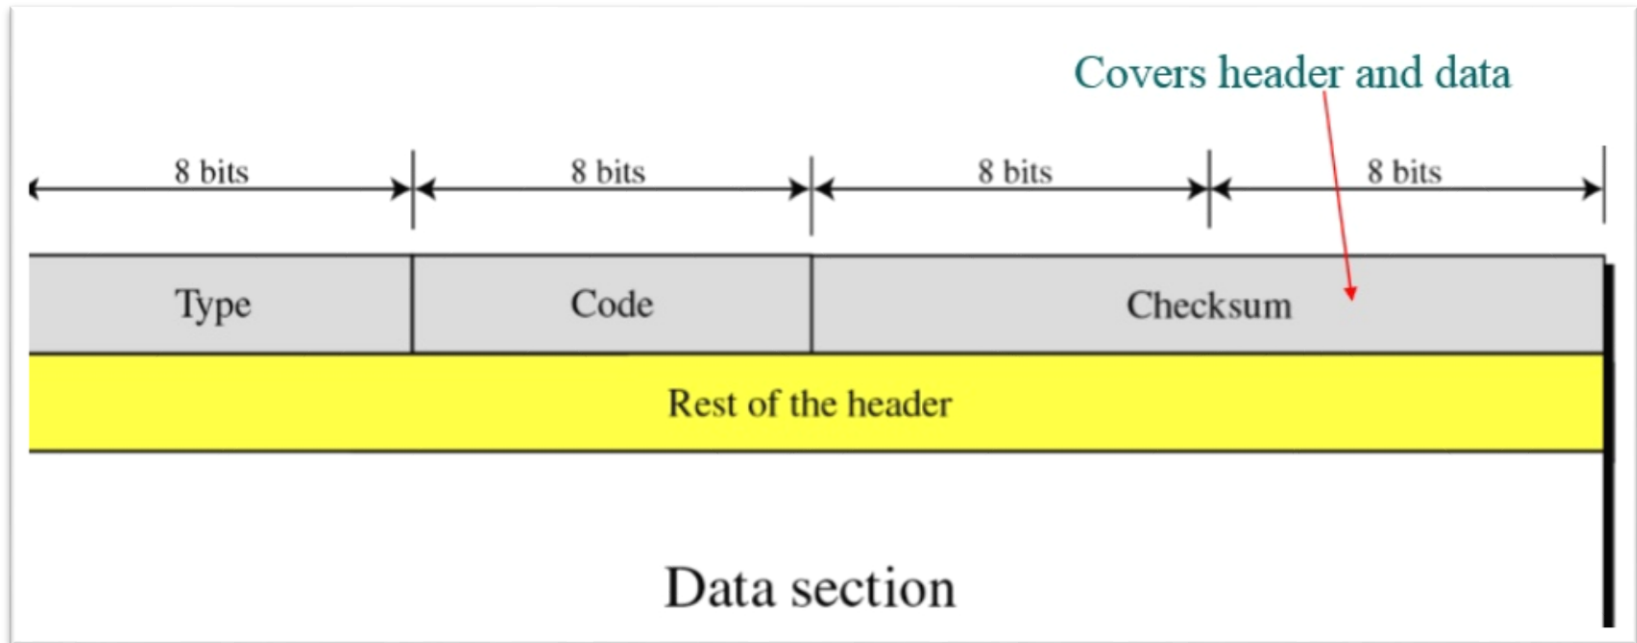 Covers header and data
8 bits 8 bits 8 bits 8 bits
Type Code Checksum
Rest of the header
Data section